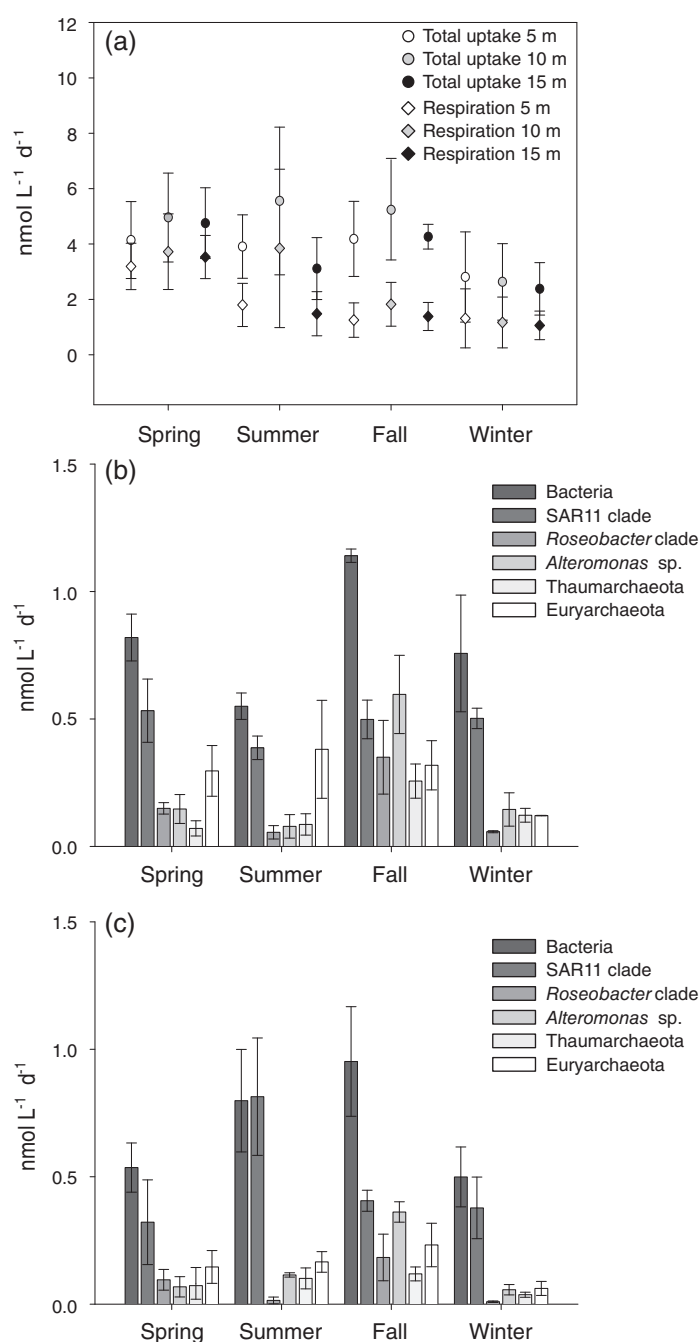 (a)
12
10
8
6
4
2
0
nmol L⁻¹ d⁻¹
Total uptake 5 m
Total uptake 10 m
Total uptake 15 m
Respiration 5 m
Respiration 10 m
Respiration 15 m
Spring Summer Fall Winter
(b)
1.5
1.0
0.5
0.0
nmol L⁻¹ d⁻¹
Bacteria
SAR11 clade
Roseobacter clade
Alteromonas sp.
Thaumarchaeota
Euryarchaeota
Spring Summer Fall Winter
(c)
1.5
1.0
0.5
0.0
nmol L⁻¹ d⁻¹
Bacteria
SAR11 clade
Roseobacter clade
Alteromonas sp.
Thaumarchaeota
Euryarchaeota
Spring Summer Fall Winter